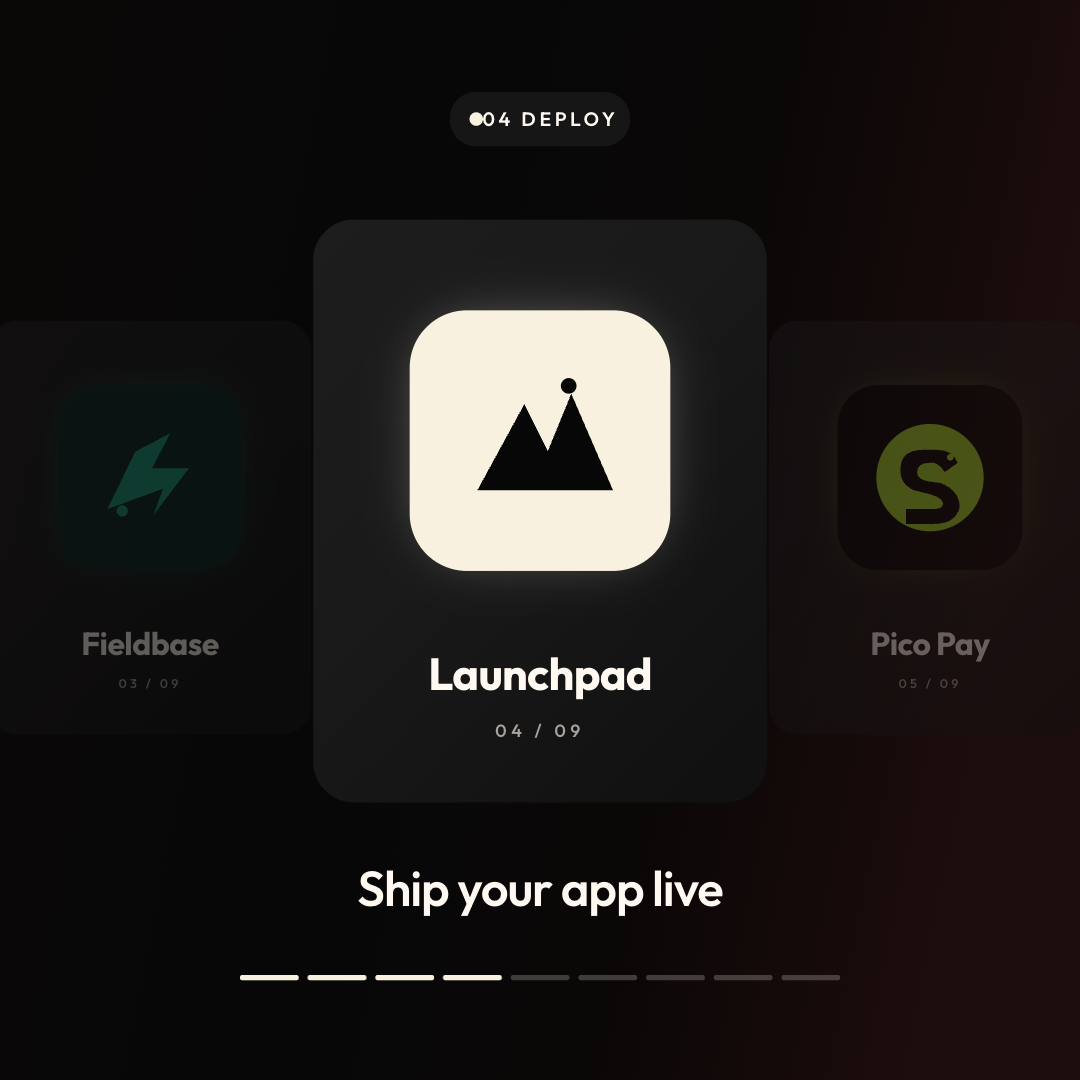 04 DEPLOY
Fieldbase
03 / 09
Launchpad
04 / 09
S
Pico Pay
05 / 09
Ship your app live